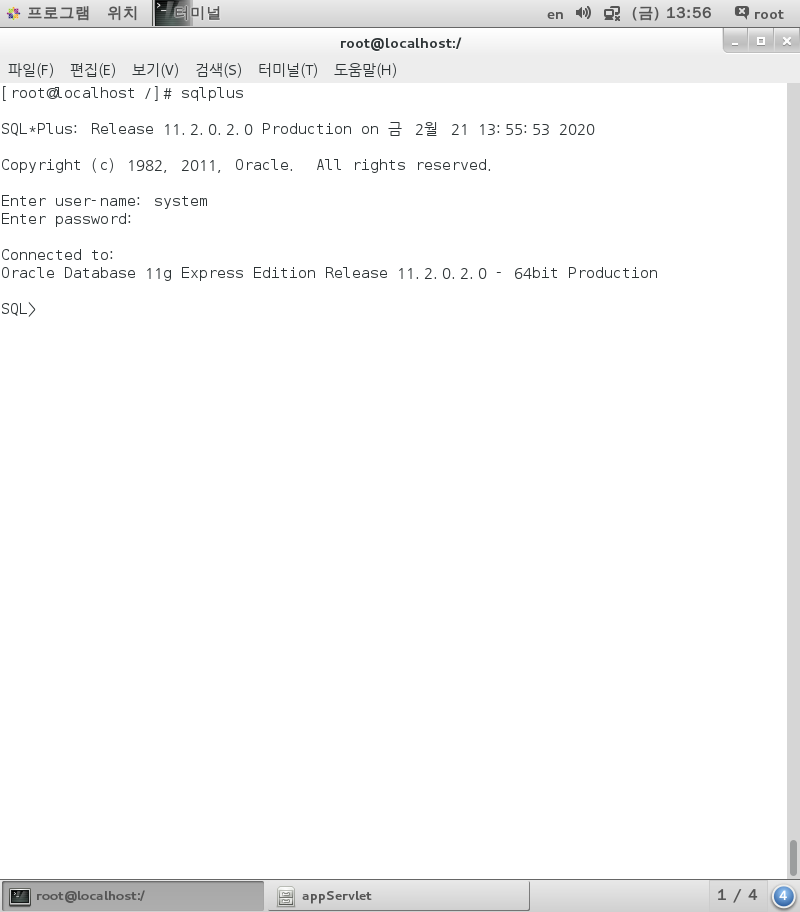 프로그램 위치 터미널 en (금) 13:56 root
root@localhost:/
파일(F) 편집(E) 보기(V) 검색(S) 터미널(T) 도움말(H)
[root@localhost /]# sqlplus
SQL*Plus: Release 11.2.0.2.0 Production on 금 2월 21 13:55:53 2020
Copyright (c) 1982, 2011, Oracle.  All rights reserved.
Enter user-name: system
Enter password:
Connected to:
Oracle Database 11g Express Edition Release 11.2.0.2.0 - 64bit Production
SQL>
root@localhost:/ appServlet 1 / 4 4